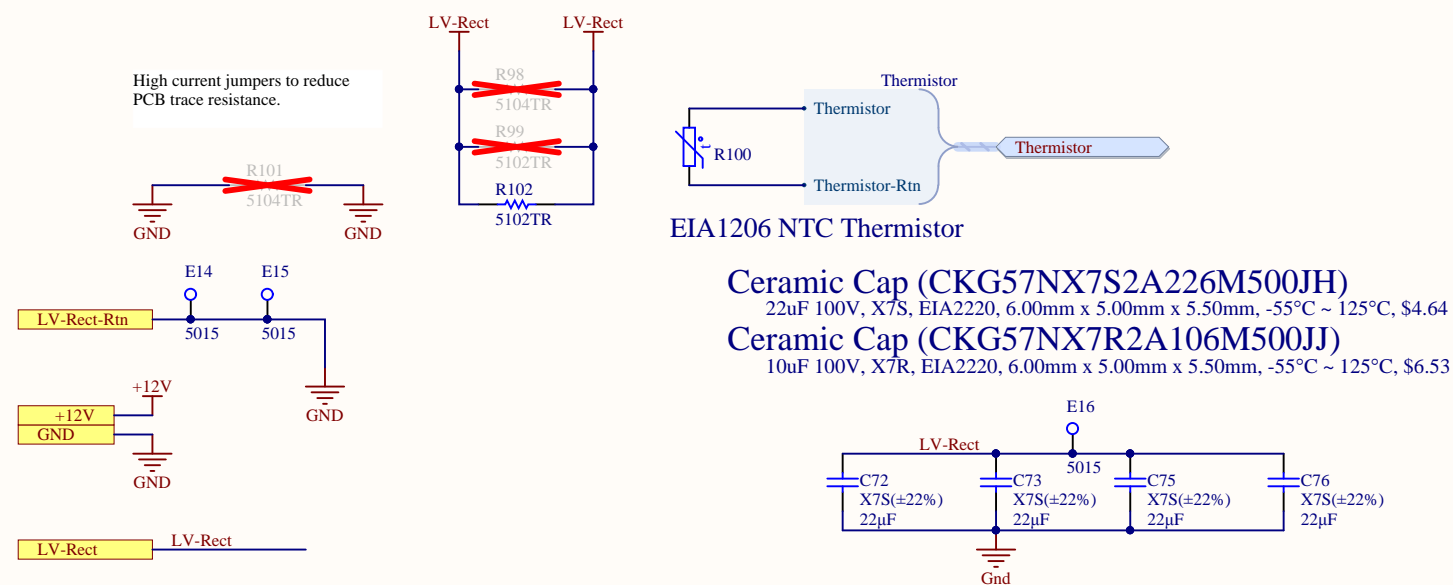 LV-Rect
LV-Rect
High current jumpers to reduce
PCB trace resistance.
R98
5104TR
R99
5102TR
R102
5102TR
R101
5104TR
GND
GND
Thermistor
Thermistor
Thermistor-Rtn
Thermistor
t
R100
EIA1206 NTC Thermistor
E14
E15
LV-Rect-Rtn
5015
5015
GND
+12V
+12V
GND
GND
LV-Rect
LV-Rect
Ceramic Cap (CKG57NX7S2A226M500JH)
22uF 100V, X7S, EIA2220, 6.00mm x 5.00mm x 5.50mm, -55°C ~ 125°C, $4.64
Ceramic Cap (CKG57NX7R2A106M500JJ)
10uF 100V, X7R, EIA2220, 6.00mm x 5.00mm x 5.50mm, -55°C ~ 125°C, $6.53
E16
LV-Rect
5015
C72
X7S(±22%)
22µF
C73
X7S(±22%)
22µF
C75
X7S(±22%)
22µF
C76
X7S(±22%)
22µF
Gnd